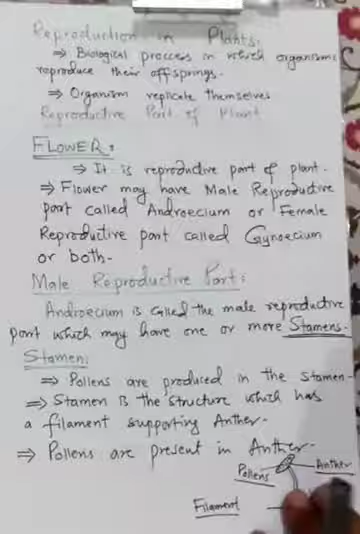 Reproduction in Plants:
⇒ Biological process in which organisms
reproduce their offsprings.
⇒ Organism replicate themselves
Reproductive Part of Plant
FLOWER:
⇒ It is reproductive part of plant.
⇒ Flower may have Male Reproductive
part called Androecium or Female
Reproductive part called Gynoecium
or both.
Male Reproductive Part:
Androecium is called the male reproductive
part which may have one or more Stamens.
Stamen:
⇒ Pollens are produced in the stamen.
⇒ Stamen is the structure which has
a filament supporting Anther.
⇒ Pollens are present in Anther.
Pollens
Anther
Filament